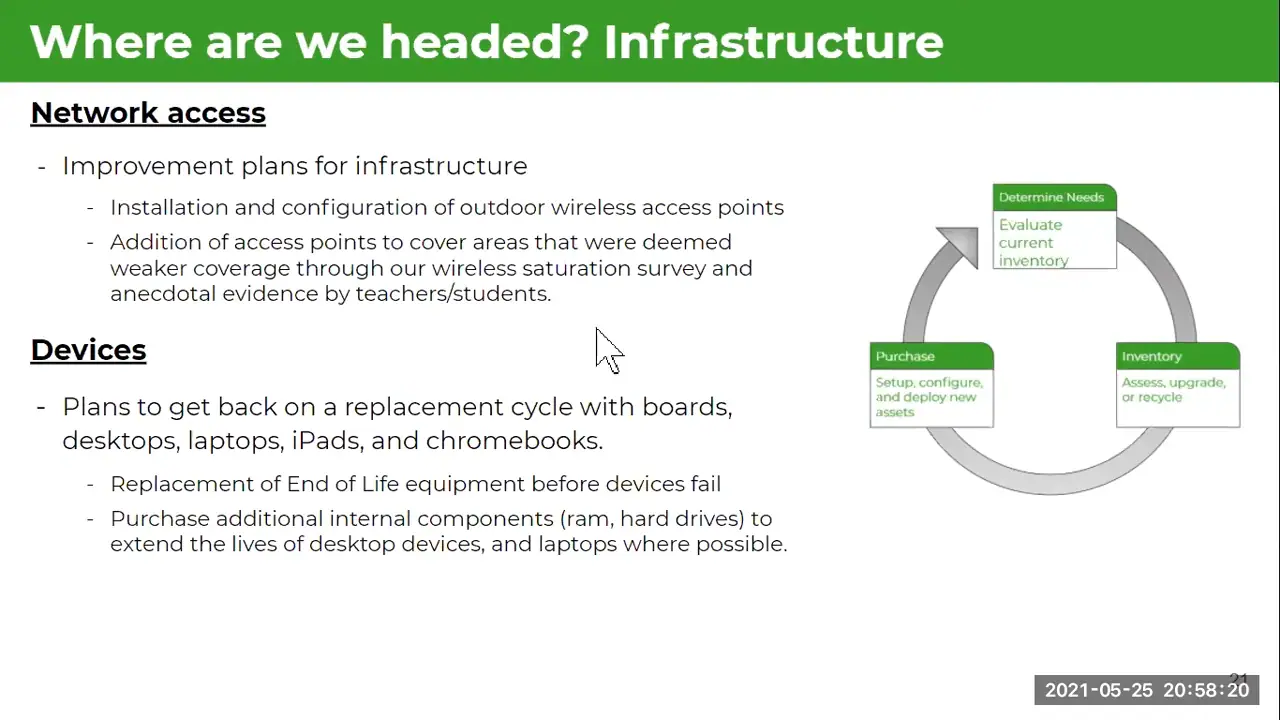 Where are we headed? Infrastructure
Network access
- Improvement plans for infrastructure
- Installation and configuration of outdoor wireless access points
- Addition of access points to cover areas that were deemed
weaker coverage through our wireless saturation survey and
anecdotal evidence by teachers/students.
Devices
- Plans to get back on a replacement cycle with boards,
desktops, laptops, iPads, and chromebooks.
- Replacement of End of Life equipment before devices fail
- Purchase additional internal components (ram, hard drives) to
extend the lives of desktop devices, and laptops where possible.
Determine Needs
Evaluate
current
inventory
Purchase
Setup, configure,
and deploy new
assets
Inventory
Assess, upgrade,
or recycle
21
2021-05-25 20:58:20